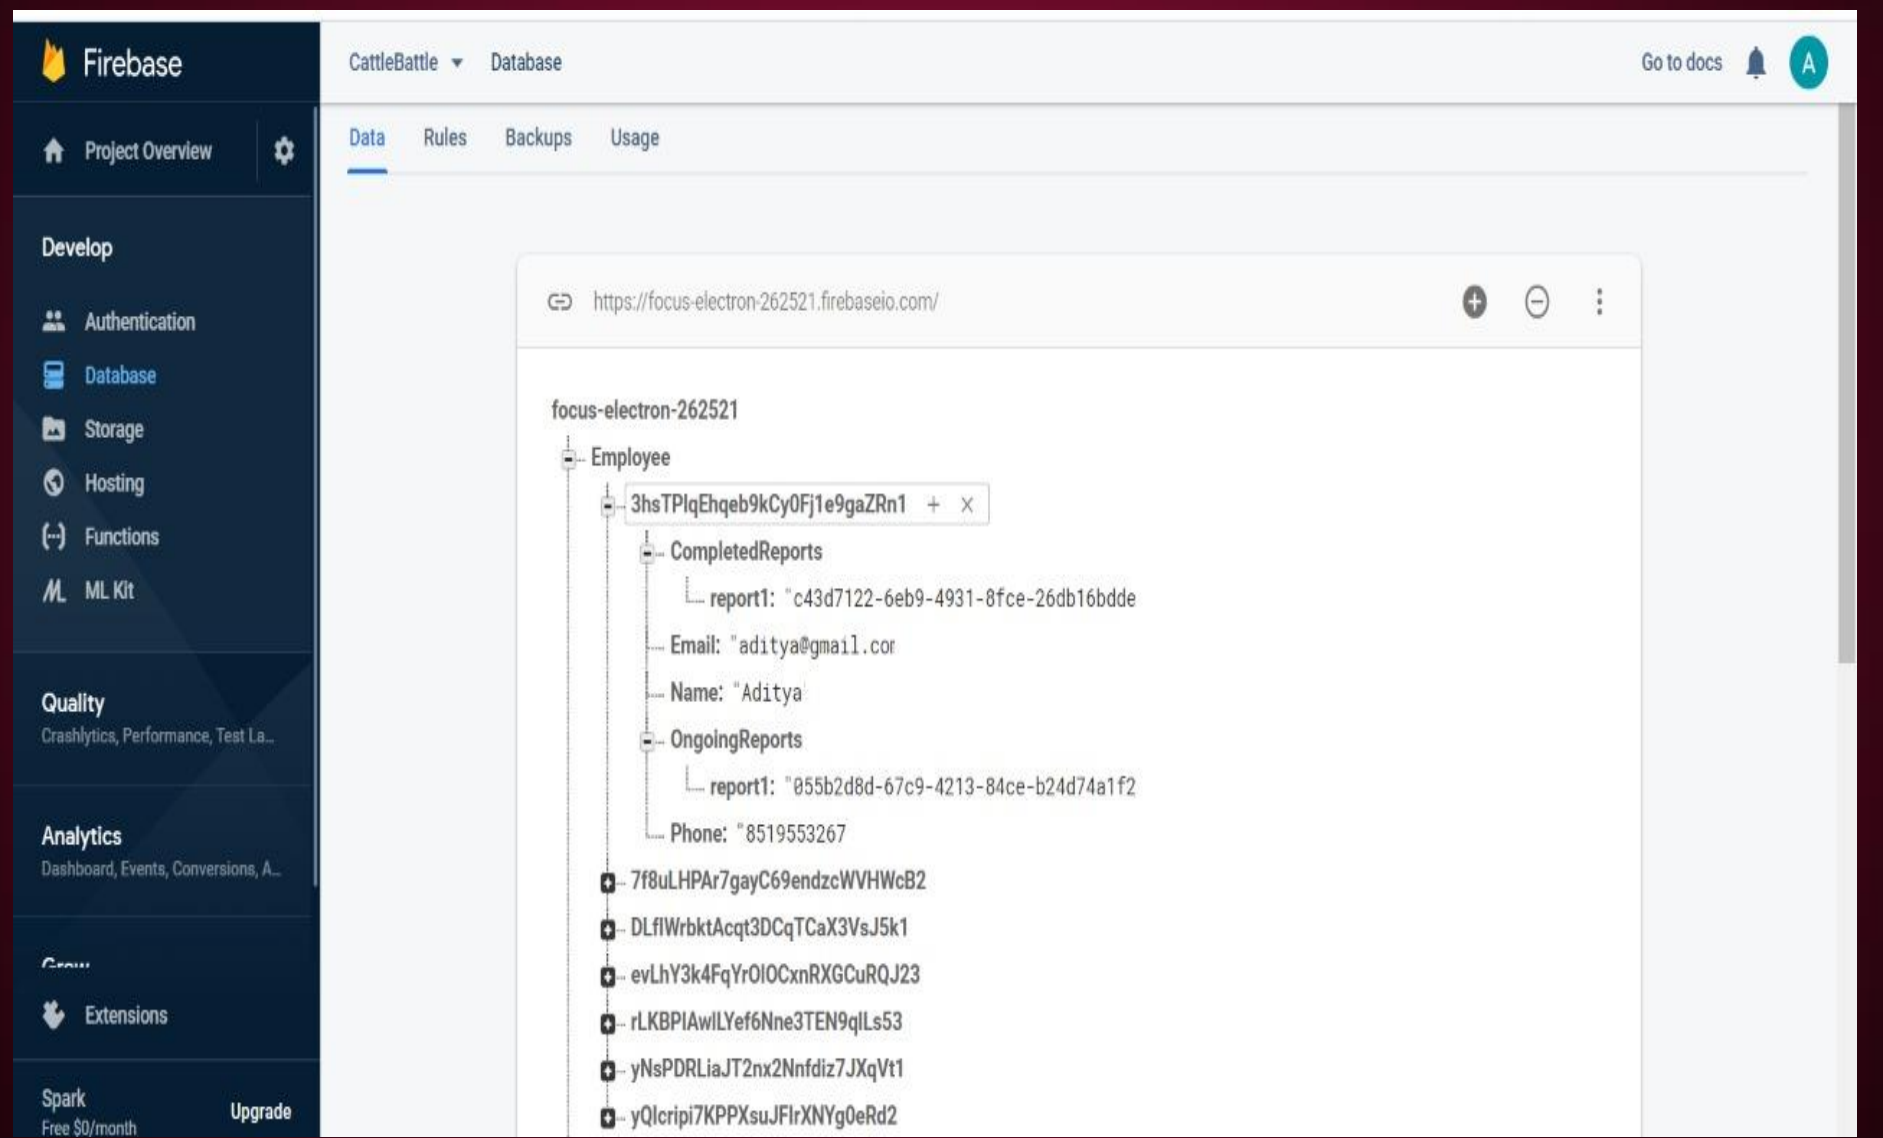 Firebase
CattleBattle Database Go to docs A
Project Overview
Data Rules Backups Usage
Develop
Authentication
Database
Storage
Hosting
Functions
ML Kit
Quality
Crashlytics, Performance, Test La...
Analytics
Dashboard, Events, Conversions, A...
Grow
Extensions
Spark
Free $0/month
Upgrade
https://focus-electron-262521.firebaseio.com/
focus-electron-262521
Employee
3hsTPlqEhqeb9kCy0Fj1e9gaZRn1 + ×
CompletedReports
report1: "c43d7122-6eb9-4931-8fce-26db16bdde
Email: "aditya@gmail.com
Name: "Aditya
OngoingReports
report1: "055b2d8d-67c9-4213-84ce-b24d74a1f2
Phone: "8519553267
7f8uLHPAr7gayC69endzcWVHWcB2
DLflWrbktAcqt3DCqTCaX3VsJ5k1
evLhY3k4FqYrOlOCxnRXGCuRQJ23
rLKBPlAwlLYef6Nne3TEN9qlLs53
yNsPDRLiaJT2nx2Nnfdiz7JXqVt1
yQlcripi7KPPXsuJFlrXNYg0eRd2